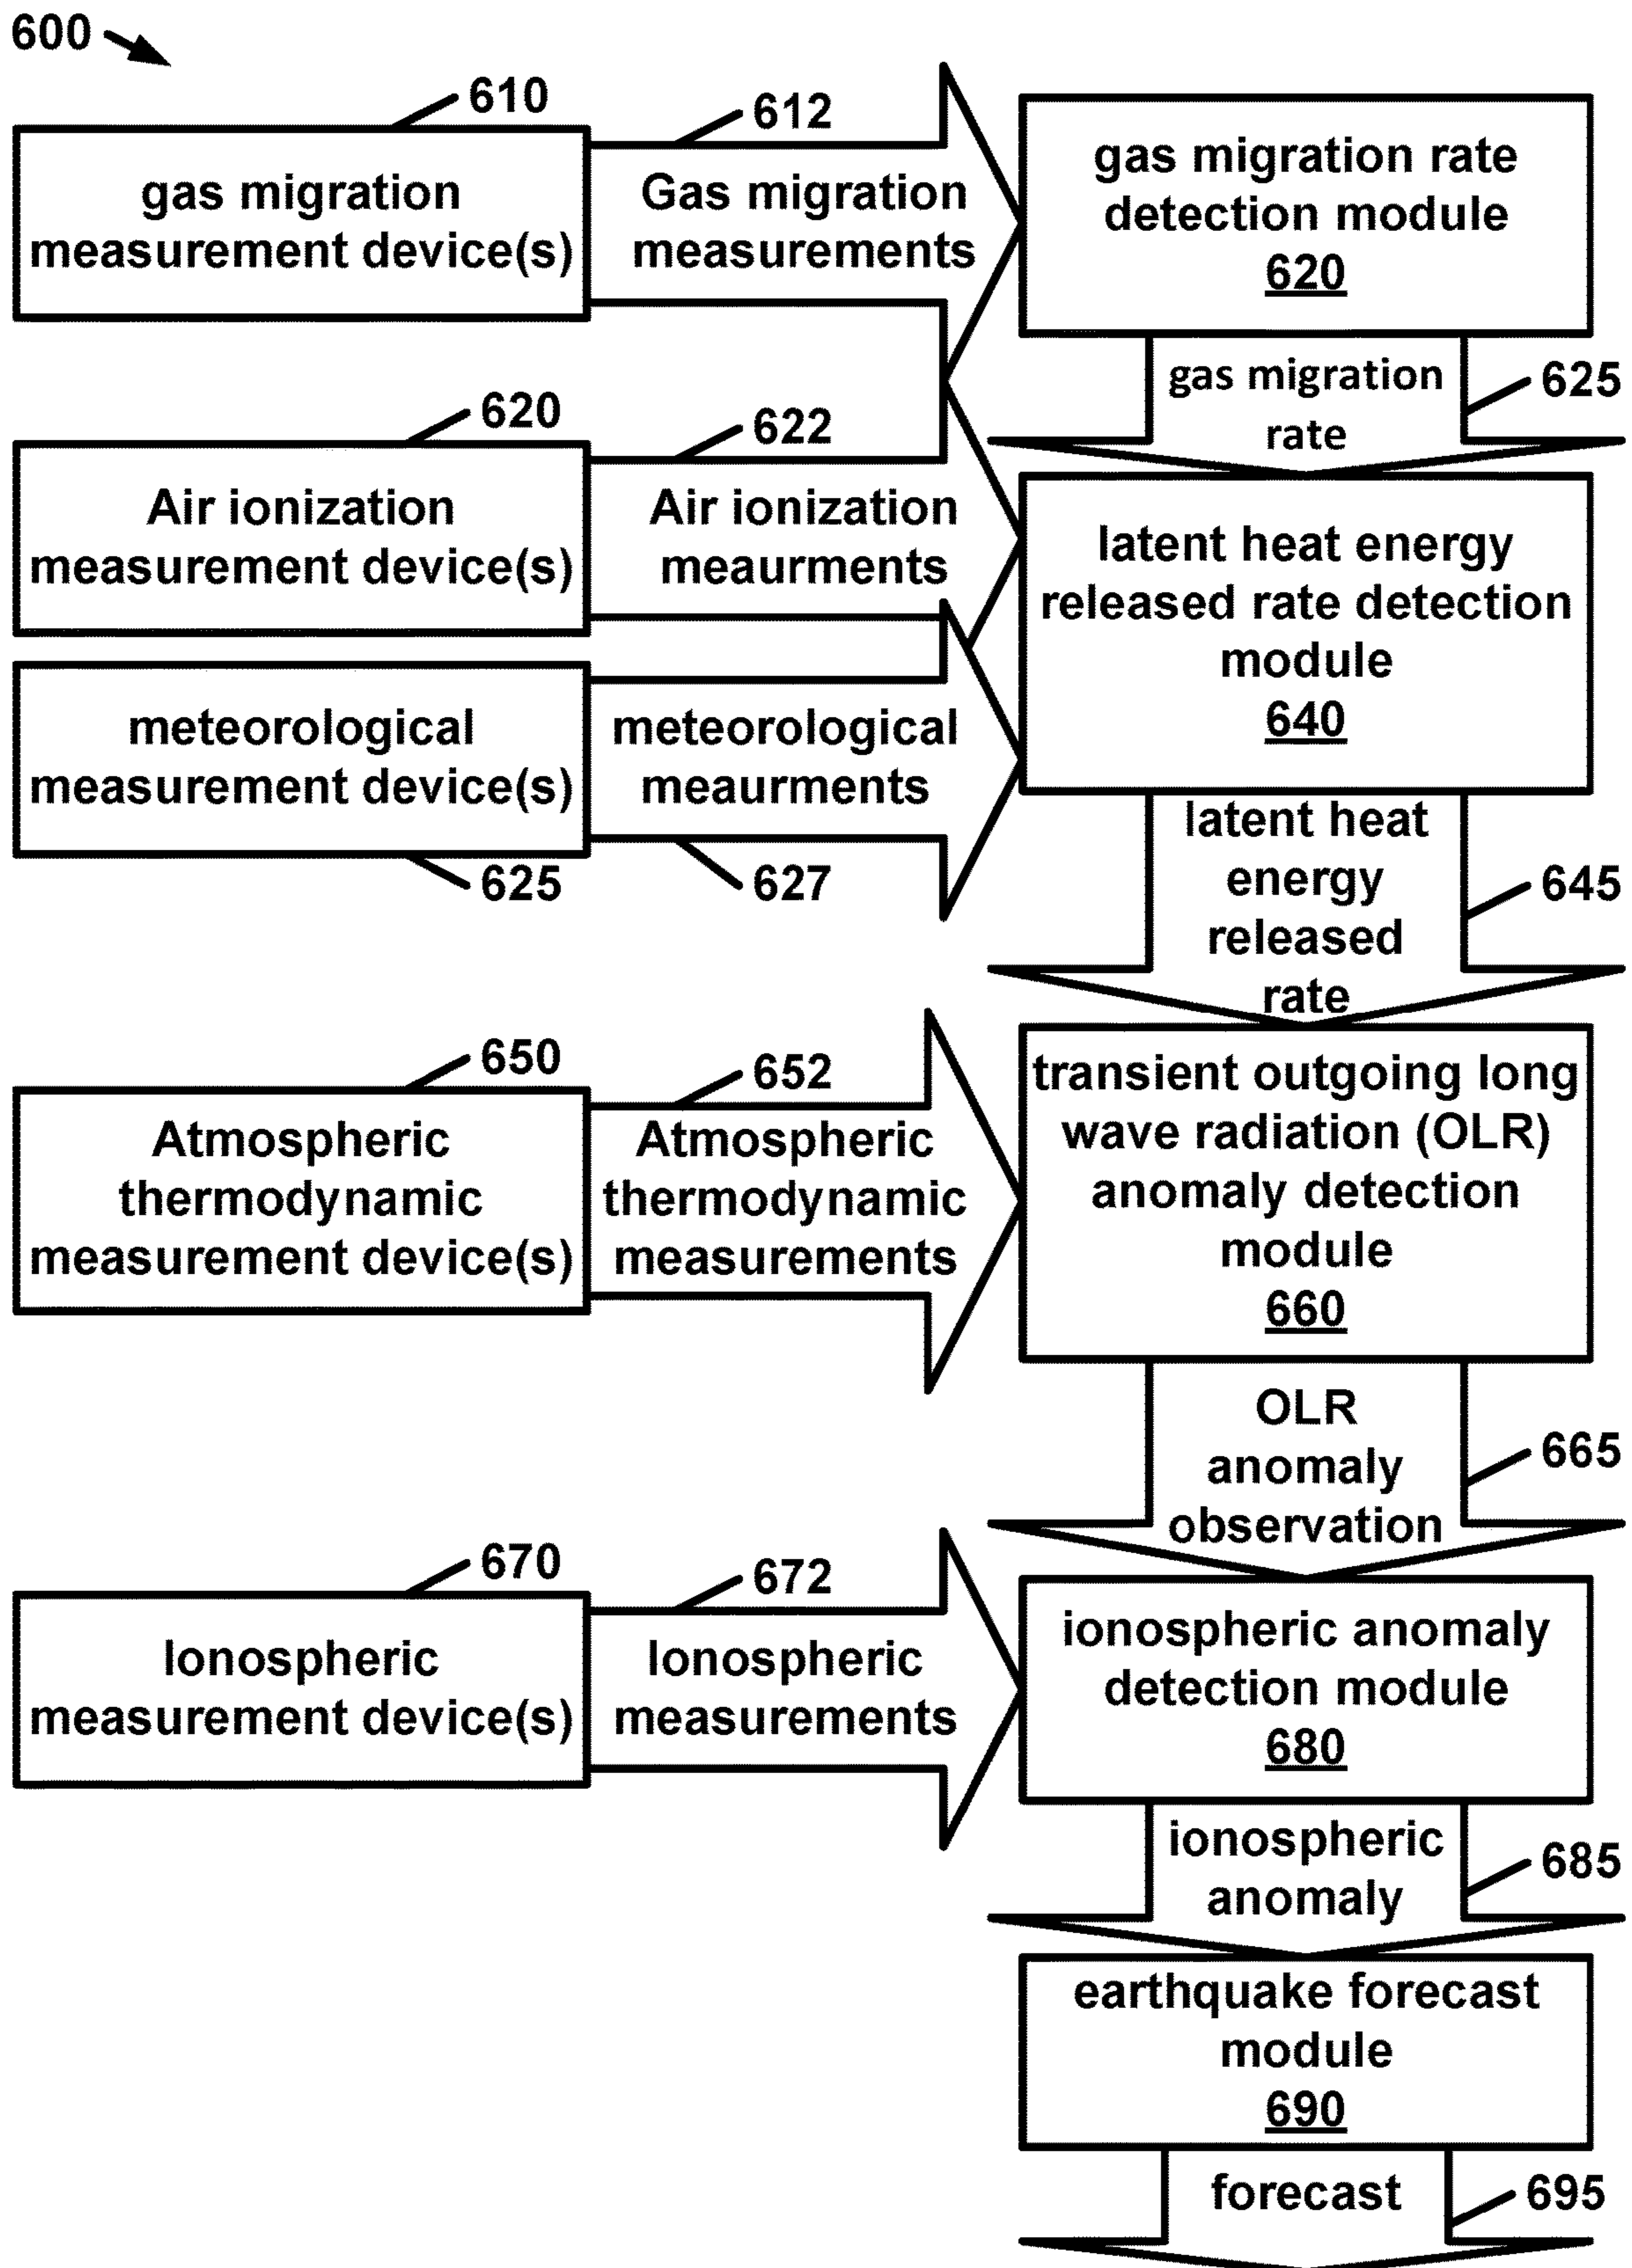 600
610
gas migration
measurement device(s)
612
Gas migration
measurements
gas migration rate
detection module
620
gas migration
rate
625
620
Air ionization
measurement device(s)
622
Air ionization
meaurments
latent heat energy
released rate detection
module
640
meteorological
measurement device(s)
625
meteorological
meaurments
627
latent heat
energy
released
rate
645
650
Atmospheric
thermodynamic
measurement device(s)
652
Atmospheric
thermodynamic
measurements
transient outgoing long
wave radiation (OLR)
anomaly detection
module
660
OLR
anomaly
observation
665
670
Ionospheric
measurement device(s)
672
Ionospheric
measurements
ionospheric anomaly
detection module
680
ionospheric
anomaly
685
earthquake forecast
module
690
forecast
695